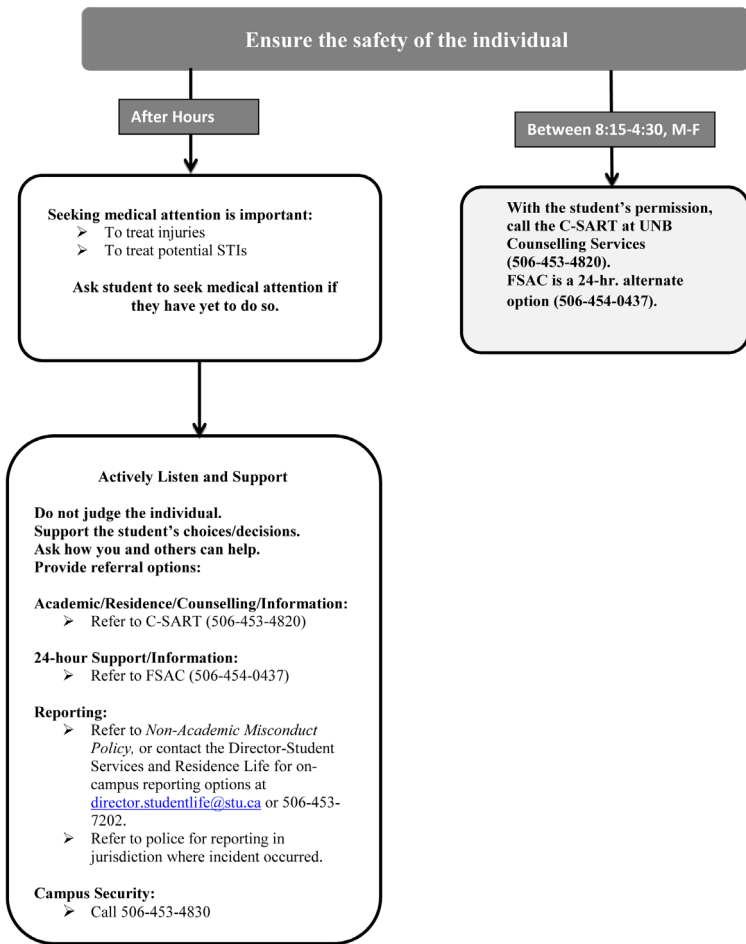 Ensure the safety of the individual
After Hours
Between 8:15-4:30, M-F
Seeking medical attention is important:
➢ To treat injuries
➢ To treat potential STIs
Ask student to seek medical attention if
they have yet to do so.
With the student’s permission,
call the C-SART at UNB
Counselling Services
(506-453-4820).
FSAC is a 24-hr. alternate
option (506-454-0437).
Actively Listen and Support
Do not judge the individual.
Support the student’s choices/decisions.
Ask how you and others can help.
Provide referral options:
Academic/Residence/Counselling/Information:
➢ Refer to C-SART (506-453-4820)
24-hour Support/Information:
➢ Refer to FSAC (506-454-0437)
Reporting:
➢ Refer to Non-Academic Misconduct
Policy, or contact the Director-Student
Services and Residence Life for on-
campus reporting options at
director.studentlife@stu.ca or 506-453-
7202.
➢ Refer to police for reporting in
jurisdiction where incident occurred.
Campus Security:
➢ Call 506-453-4830